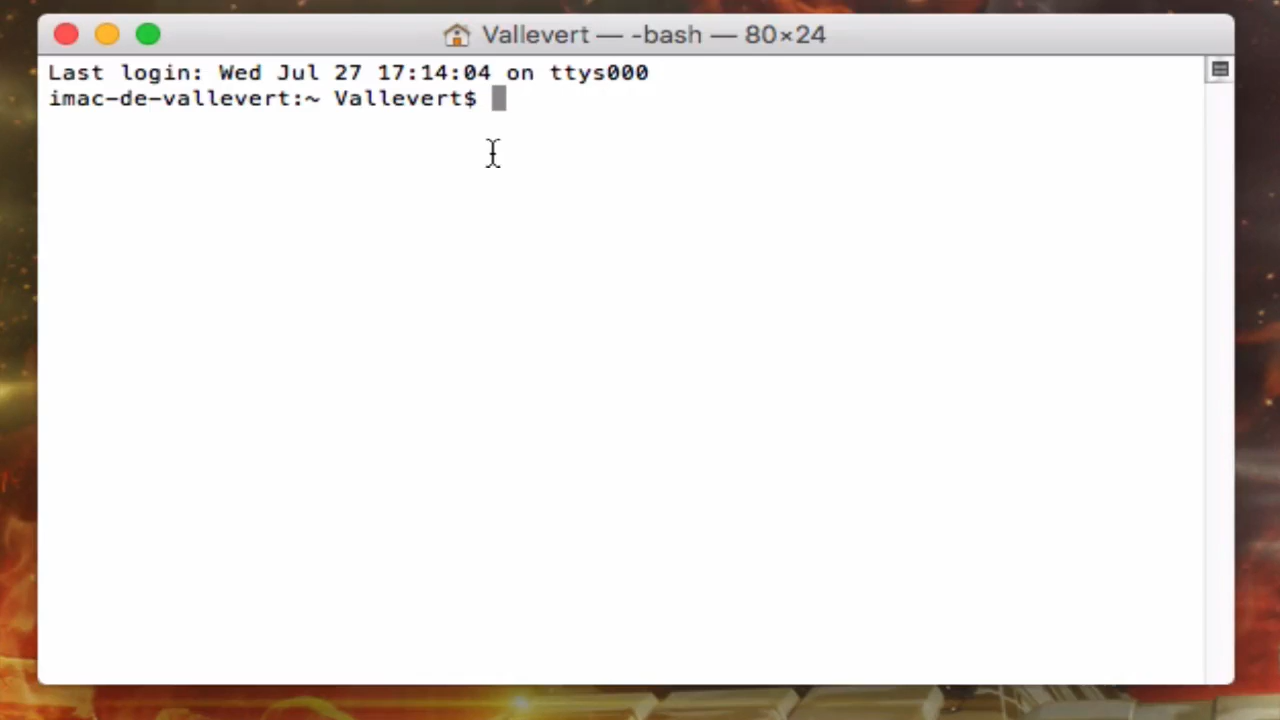 Vallevert — -bash — 80×24
Last login: Wed Jul 27 17:14:04 on ttys000
imac-de-vallevert:~ Vallevert$